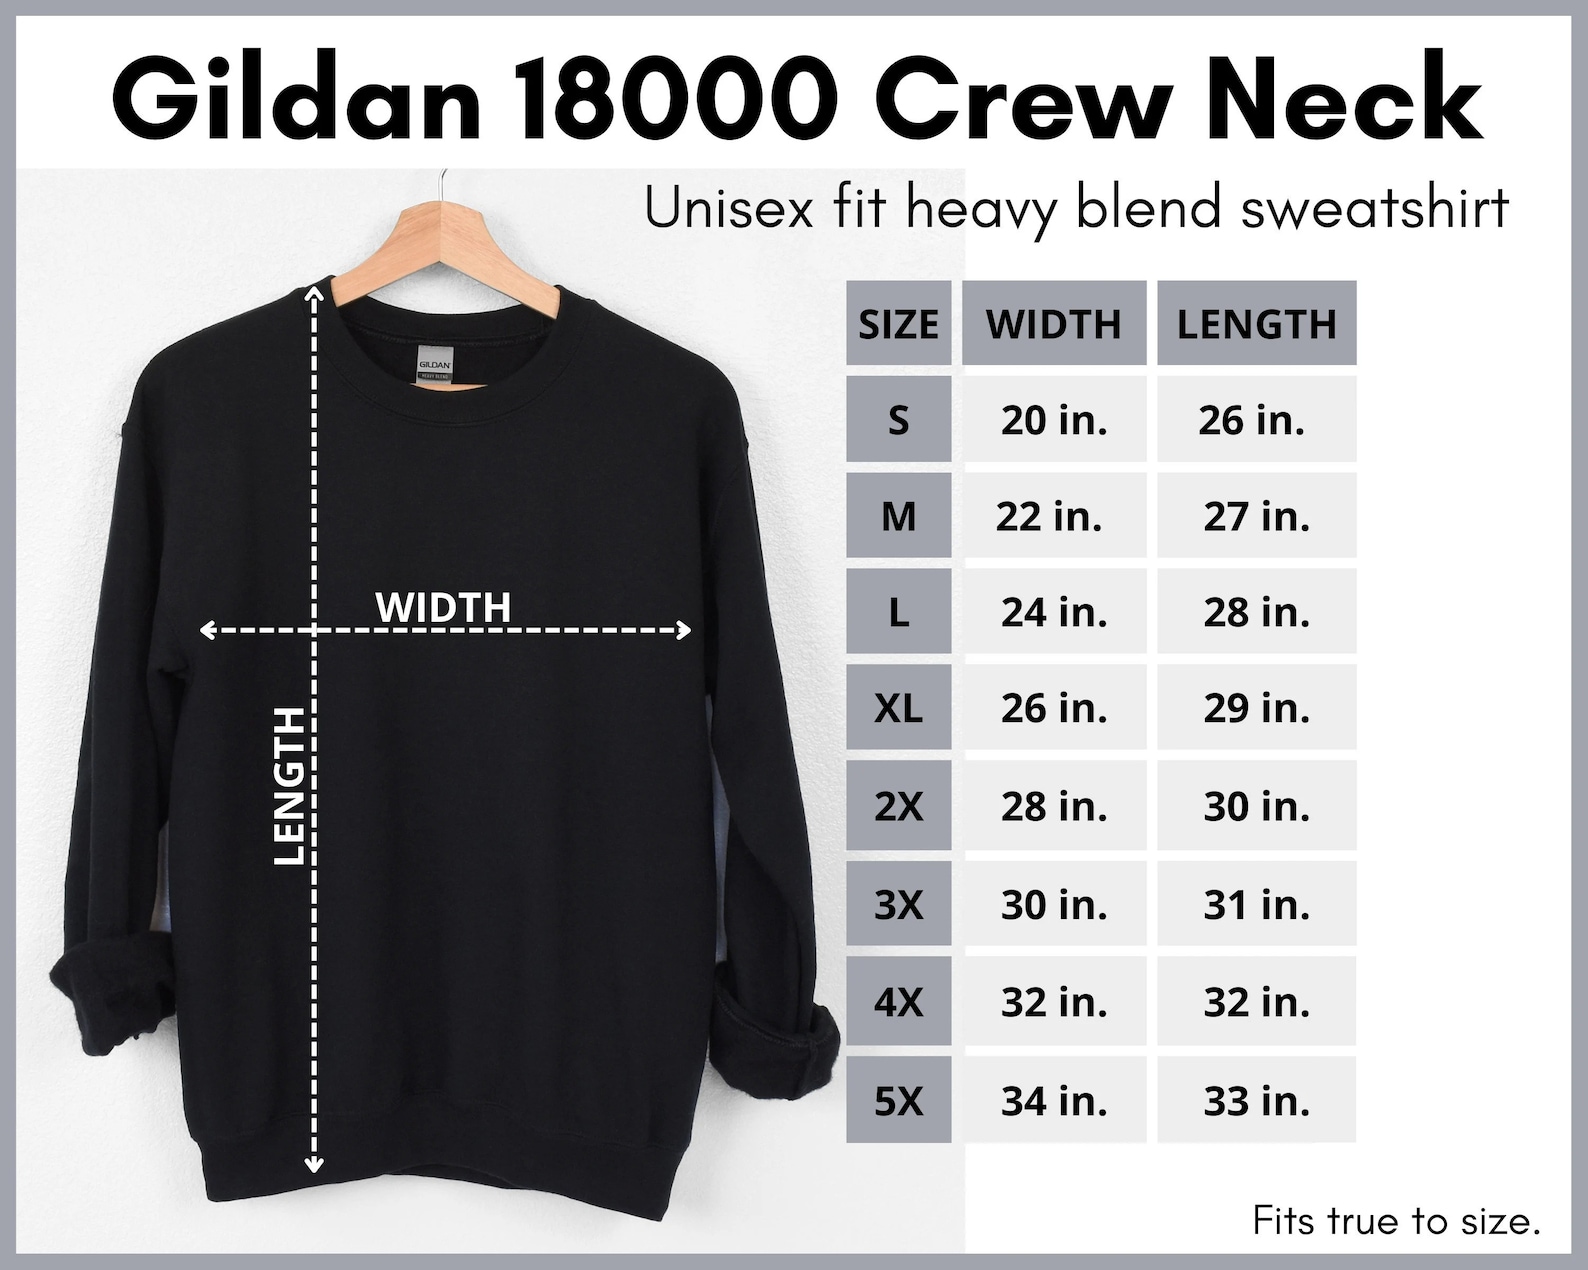 Gildan 18000 Crew Neck
Unisex fit heavy blend sweatshirt
GILDAN
HEAVY BLEND
WIDTH
LENGTH
SIZE WIDTH LENGTH
S 20 in. 26 in.
M 22 in. 27 in.
L 24 in. 28 in.
XL 26 in. 29 in.
2X 28 in. 30 in.
3X 30 in. 31 in.
4X 32 in. 32 in.
5X 34 in. 33 in.
Fits true to size.